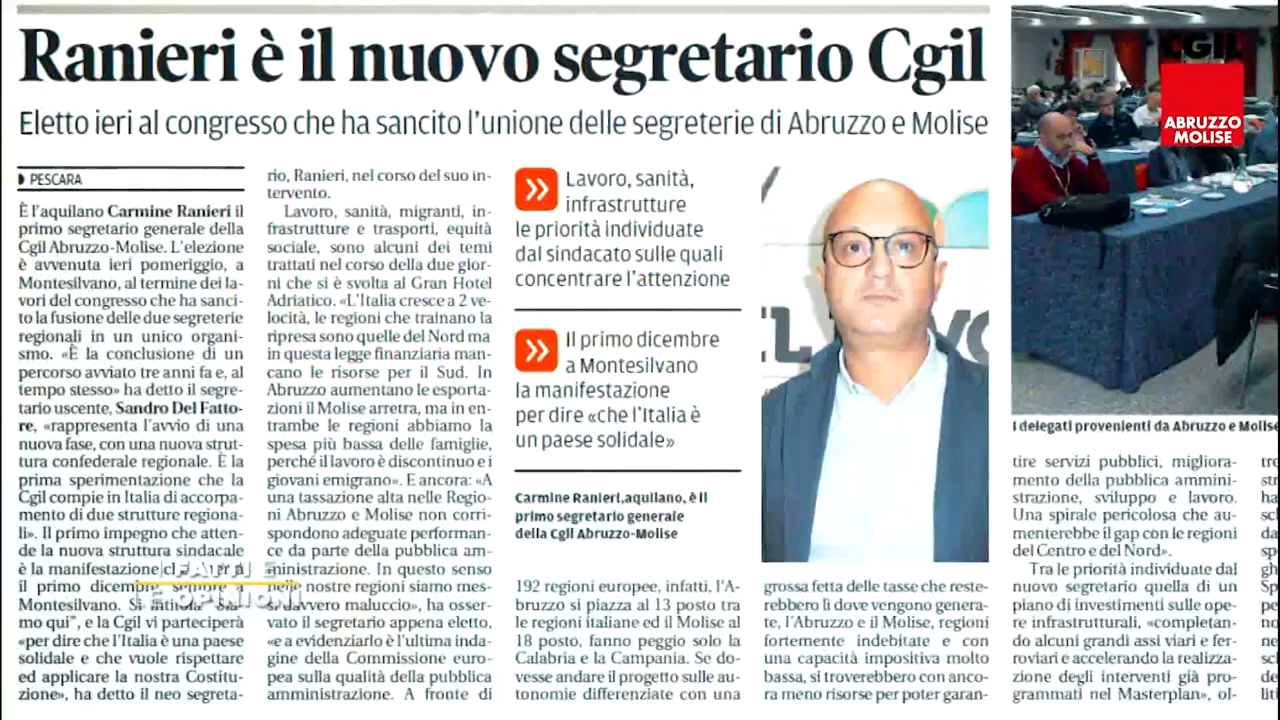 Ranieri è il nuovo segretario Cgil
Eletto ieri al congresso che ha sancito l'unione delle segreterie di Abruzzo e Molise
PESCARA
È l'aquilano Carmine Ranieri il
primo segretario generale della
Cgil Abruzzo-Molise. L'elezione
è avvenuta ieri pomeriggio, a
Montesilvano, al termine dei la-
vori del congresso che ha sanci-
to la fusione delle due segreterie
regionali in un unico organi-
smo. «È la conclusione di un
percorso avviato tre anni fa e, al
tempo stesso» ha detto il segre-
tario uscente, Sandro Del Fatto-
re, «rappresenta l'avvio di una
nuova fase, con una nuova strut-
tura confederale regionale. È la
prima sperimentazione che la
Cgil compie in Italia di accorpa-
mento di due strutture regiona-
li». Il primo impegno che atten-
de la nuova struttura sindacale
è la manifestazione
il primo dicembre, sempre a
Montesilvano. Si
mo qui", e la Cgil vi parteciperà
«per dire che l'Italia è una paese
solidale e che vuole rispettare
ed applicare la nostra Costitu-
zione», ha detto il neo segreta-
rio, Ranieri, nel corso del suo in-
tervento.
Lavoro, sanità, migranti, in-
frastrutture e trasporti, equità
sociale, sono alcuni dei temi
trattati nel corso della due gior-
ni che si è svolta al Gran Hotel
Adriatico. «L'Italia cresce a 2 ve-
locità, le regioni che trainano la
ripresa sono quelle del Nord ma
in questa legge finanziaria man-
cano le risorse per il Sud. In
Abruzzo aumentano le esporta-
zioni il Molise arretra, ma in en-
trambe le regioni abbiamo la
spesa più bassa delle famiglie,
perché il lavoro è discontinuo e i
giovani emigrano». E ancora: «A
una tassazione alta nelle Regio-
ni Abruzzo e Molise non corri-
spondono adeguate performan-
ce da parte della pubblica am-
ministrazione. In questo senso
nelle nostre regioni siamo mes-
si davvero maluccio», ha osser-
vato il segretario appena eletto,
«e a evidenziarlo è l'ultima inda-
gine della Commissione euro-
pea sulla qualità della pubblica
amministrazione. A fronte di
Lavoro, sanità,
infrastrutture
le priorità individuate
dal sindacato sulle quali
concentrare l'attenzione
Il primo dicembre
a Montesilvano
la manifestazione
per dire «che l'Italia è
un paese solidale»
Carmine Ranieri, aquilano, è il
primo segretario generale
della Cgil Abruzzo-Molise
192 regioni europee, infatti, l'A-
bruzzo si piazza al 13 posto tra
le regioni italiane ed il Molise al
18 posto, fanno peggio solo la
Calabria e la Campania. Se do-
vesse andare il progetto sulle au-
tonomie differenziate con una
grossa fetta delle tasse che reste-
rebbero lì dove vengono genera-
te, l'Abruzzo e il Molise, regioni
fortemente indebitate e con
una capacità impositiva molto
bassa, si troverebbero con anco-
ra meno risorse per poter garan-
CGIL
ABRUZZO
MOLISE
I delegati provenienti da Abruzzo e Molise
tire servizi pubblici, migliora-
mento della pubblica ammini-
strazione, sviluppo e lavoro.
Una spirale pericolosa che au-
menterebbe il gap con le regioni
del Centro e del Nord».
Tra le priorità individuate dal
nuovo segretario quella di un
piano di investimenti sulle ope-
re infrastrutturali, «completan-
do alcuni grandi assi viari e fer-
roviari e accelerando la realizza-
zione degli interventi già pro-
grammati nel Masterplan», ol-
I FATTI E
LE OPINIONI